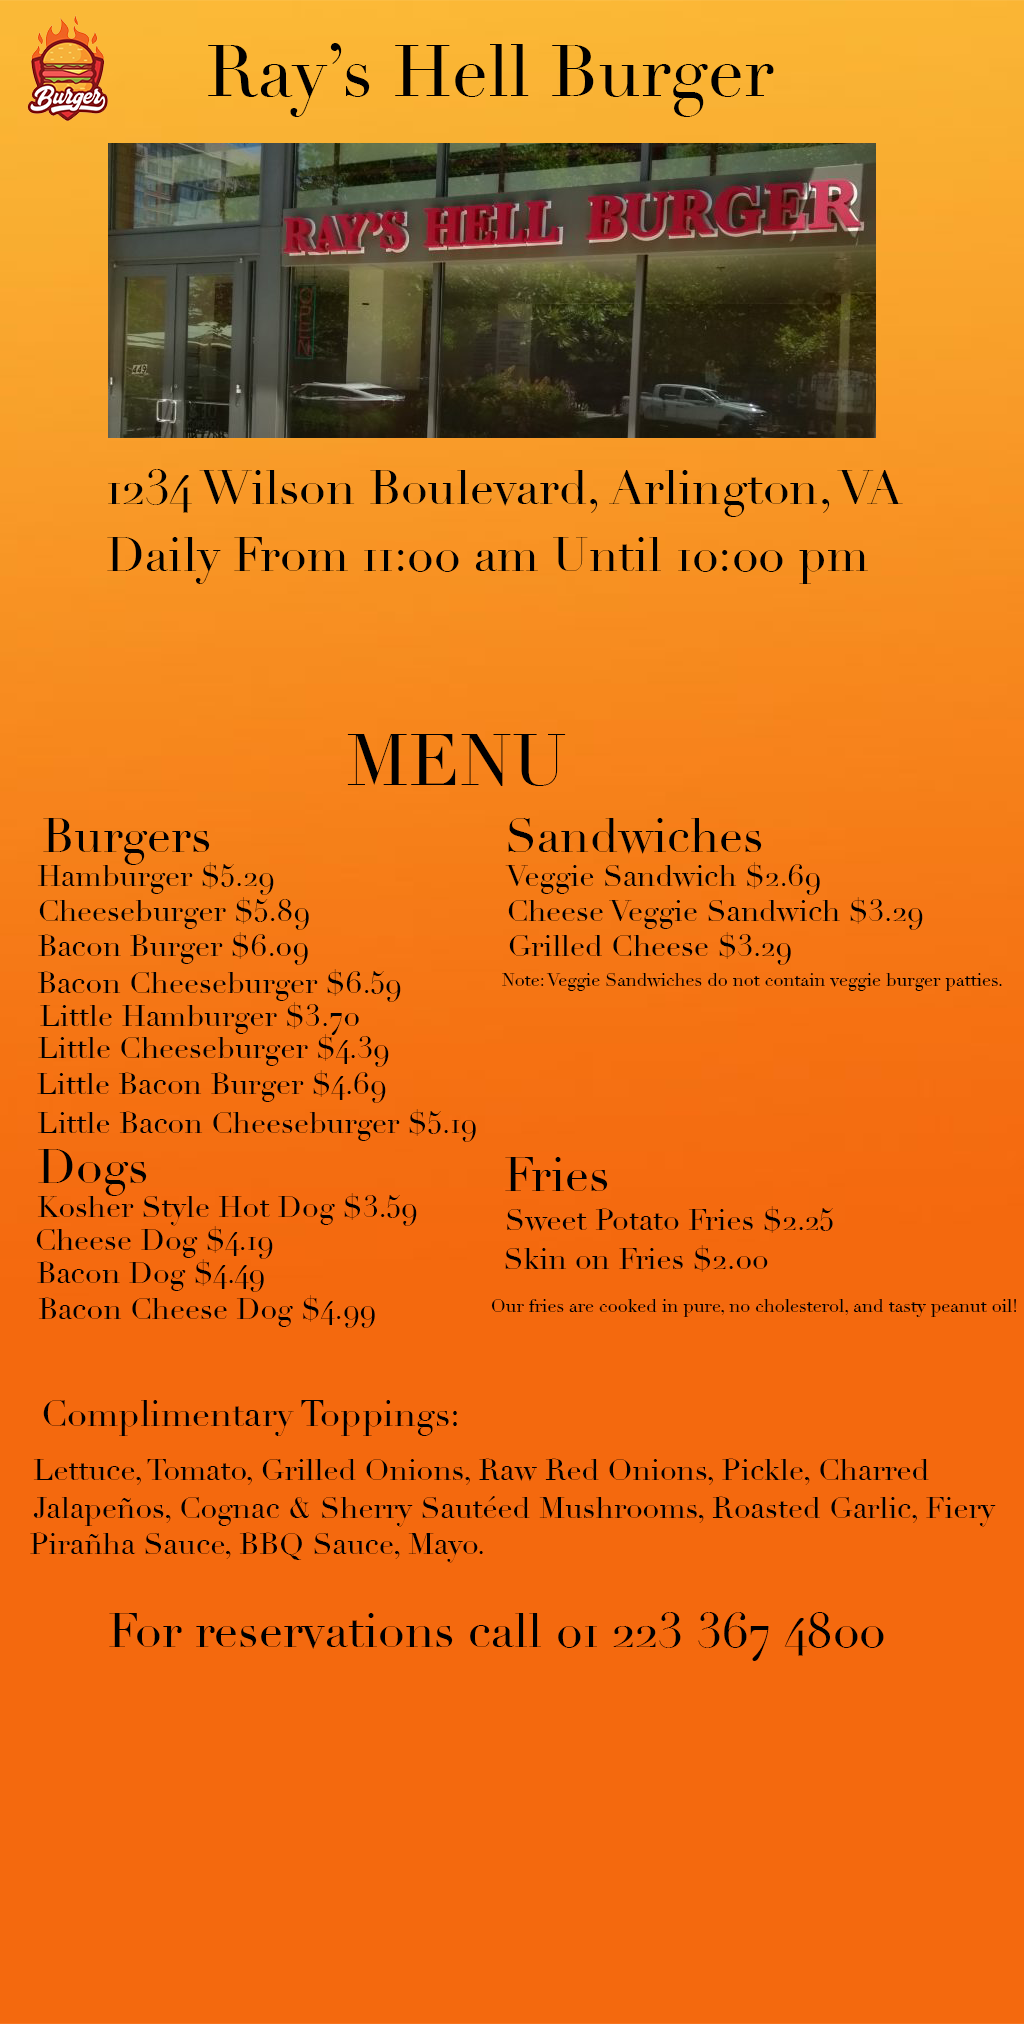 Burger
Ray's Hell Burger
RAY'S HELL BURGER
OPEN
449
1234 Wilson Boulevard, Arlington, VA
Daily From 11:00 am Until 10:00 pm
MENU
Burgers
Hamburger $5.29
Cheeseburger $5.89
Bacon Burger $6.09
Bacon Cheeseburger $6.59
Little Hamburger $3.70
Little Cheeseburger $4.39
Little Bacon Burger $4.69
Little Bacon Cheeseburger $5.19
Sandwiches
Veggie Sandwich $2.69
Cheese Veggie Sandwich $3.29
Grilled Cheese $3.29
Note: Veggie Sandwiches do not contain veggie burger patties.
Dogs
Kosher Style Hot Dog $3.59
Cheese Dog $4.19
Bacon Dog $4.49
Bacon Cheese Dog $4.99
Fries
Sweet Potato Fries $2.25
Skin on Fries $2.00
Our fries are cooked in pure, no cholesterol, and tasty peanut oil!
Complimentary Toppings:
Lettuce, Tomato, Grilled Onions, Raw Red Onions, Pickle, Charred
Jalapeños, Cognac & Sherry Sautéed Mushrooms, Roasted Garlic, Fiery
Pirañha Sauce, BBQ Sauce, Mayo.
For reservations call 01 223 367 4800